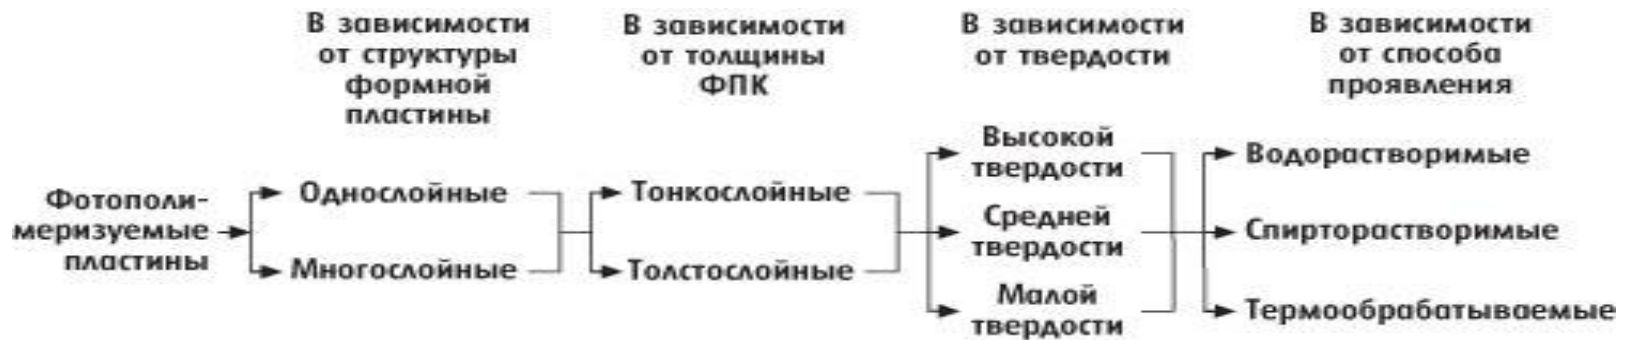 В зависимости
от структуры
формной
пластины
В зависимости
от толщины
ФПК
В зависимости
от твердости
В зависимости
от способа
проявления
Фотополи-
меризуемые
пластины
Однослойные
Многослойные
Тонкослойные
Толстослойные
Высокой
твердости
Средней
твердости
Малой
твердости
Водорастворимые
Спирторастворимые
Термообрабатываемые